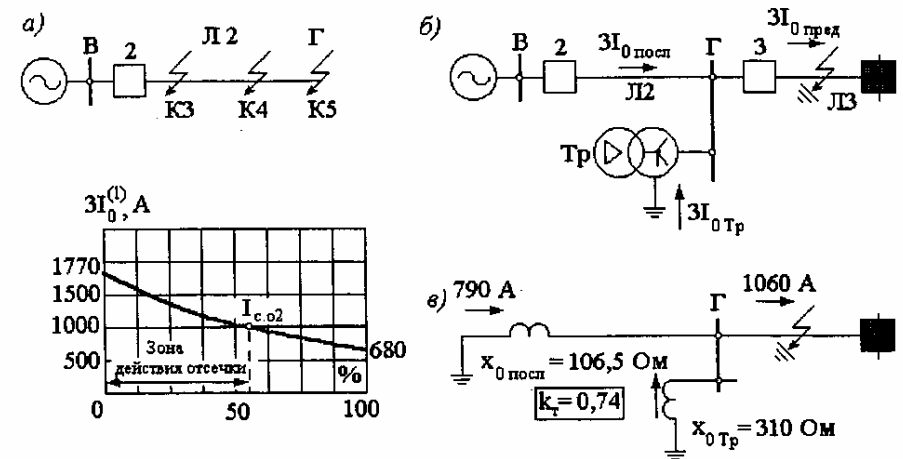 а)
В 2 Л 2 Г
К3 К4 К5
3I₀⁽¹⁾, А
1770
1500
1000
500
I с.о2
Зона
действия отсечки
680
%
0 50 100
б)
В 2 3I₀ посл Г 3 3I₀ пред
Л2 Л3
Тр
3I₀ Тр
в)
790 А Г 1060 А
x₀ посл = 106,5 Ом
kт = 0,74
x₀ Тр = 310 Ом